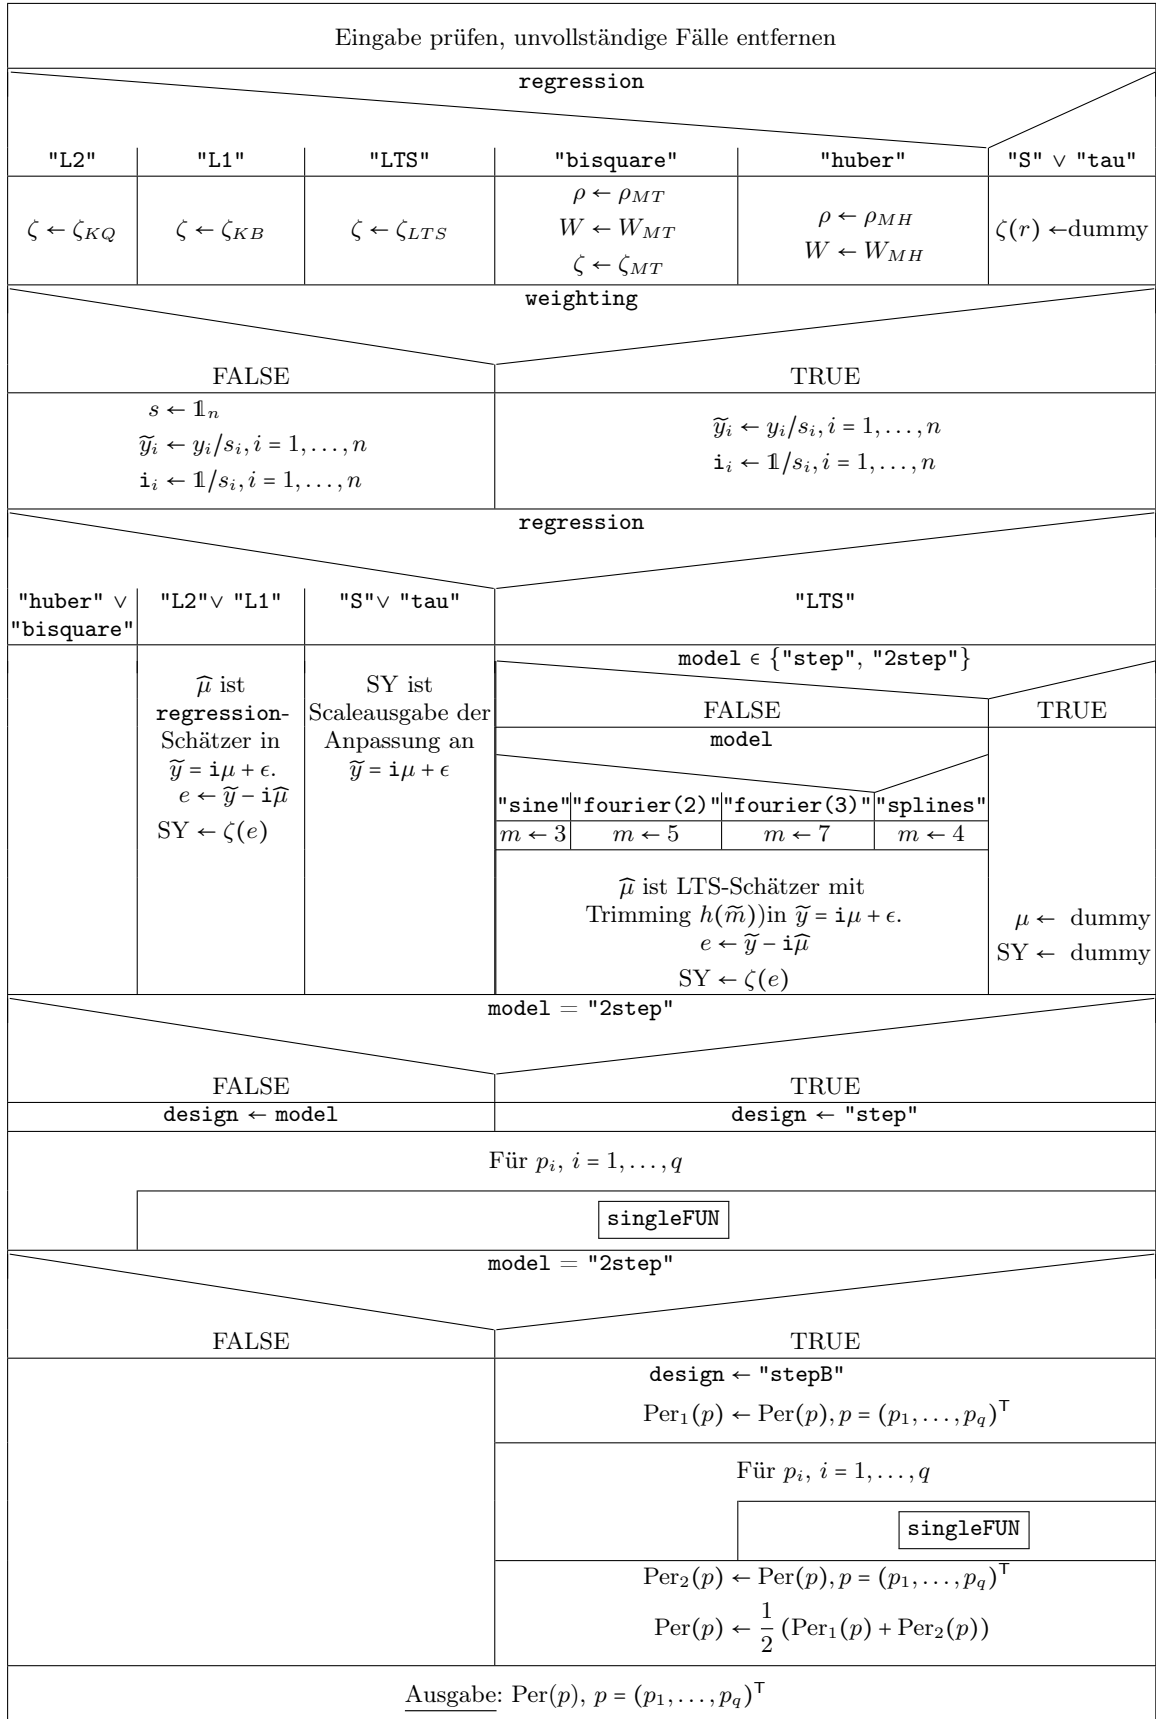 Eingabe prüfen, unvollständige Fälle entfernen
regression
"L2" "L1" "LTS" "bisquare" "huber" "S" ∨ "tau"
ζ ← ζ_KQ
ζ ← ζ_KB
ζ ← ζ_LTS
ρ ← ρ_MT
W ← W_MT
ζ ← ζ_MT
ρ ← ρ_MH
W ← W_MH
ζ(r) ←dummy
weighting
FALSE TRUE
s ← 𝟙_n
ỹ_i ← y_i/s_i, i = 1, …, n
i_i ← 𝟙/s_i, i = 1, …, n
ỹ_i ← y_i/s_i, i = 1, …, n
i_i ← 𝟙/s_i, i = 1, …, n
regression
"huber" ∨
"bisquare"
"L2"∨ "L1"
"S"∨ "tau"
"LTS"
μ̂ ist
regression-
Schätzer in
ỹ = iμ + ϵ.
e ← ỹ − iμ̂
SY ← ζ(e)
SY ist
Scaleausgabe der
Anpassung an
ỹ = iμ + ϵ
model ∈ {"step", "2step"}
FALSE TRUE
model
"sine" "fourier(2)" "fourier(3)" "splines"
m ← 3 m ← 5 m ← 7 m ← 4
μ̂ ist LTS-Schätzer mit
Trimming h(m̃))in ỹ = iμ + ϵ.
e ← ỹ − iμ̂
SY ← ζ(e)
μ ← dummy
SY ← dummy
model = "2step"
FALSE TRUE
design ← model design ← "step"
Für p_i, i = 1, …, q
singleFUN
model = "2step"
FALSE TRUE
design ← "stepB"
Per_1(p) ← Per(p), p = (p_1, …, p_q)^T
Für p_i, i = 1, …, q
singleFUN
Per_2(p) ← Per(p), p = (p_1, …, p_q)^T
Per(p) ← 1/2 (Per_1(p) + Per_2(p))
Ausgabe: Per(p), p = (p_1, …, p_q)^T